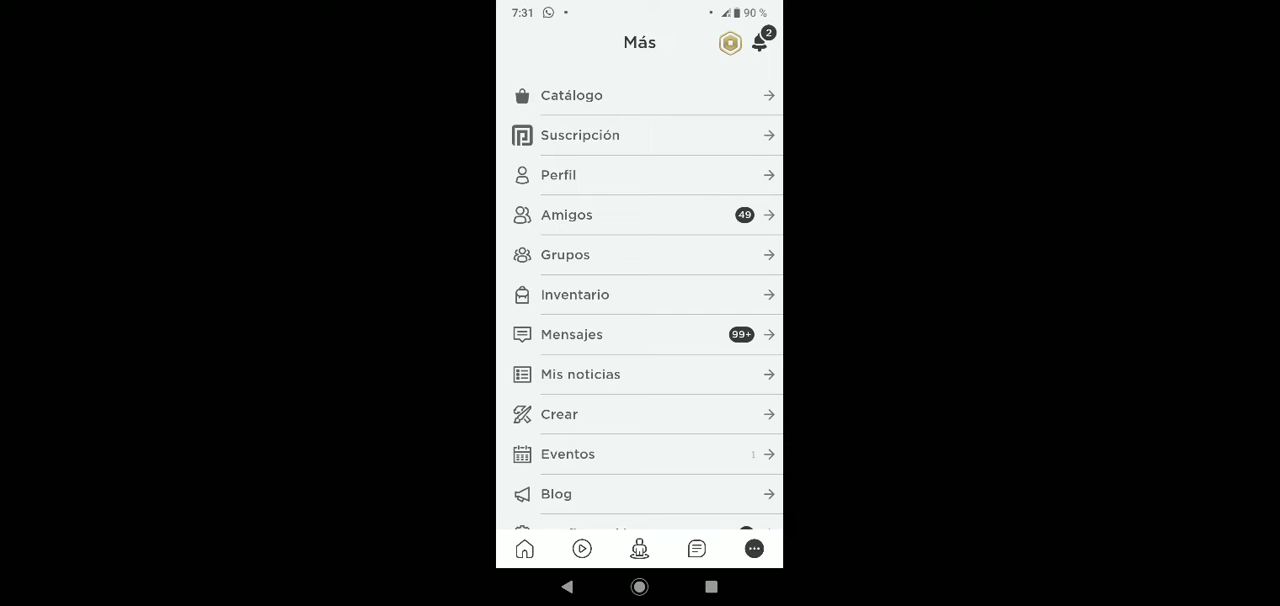 7:31 90 %
Más 2
Catálogo
Suscripción
Perfil
Amigos 49
Grupos
Inventario
Mensajes 99+
Mis noticias
Crear
Eventos 1
Blog